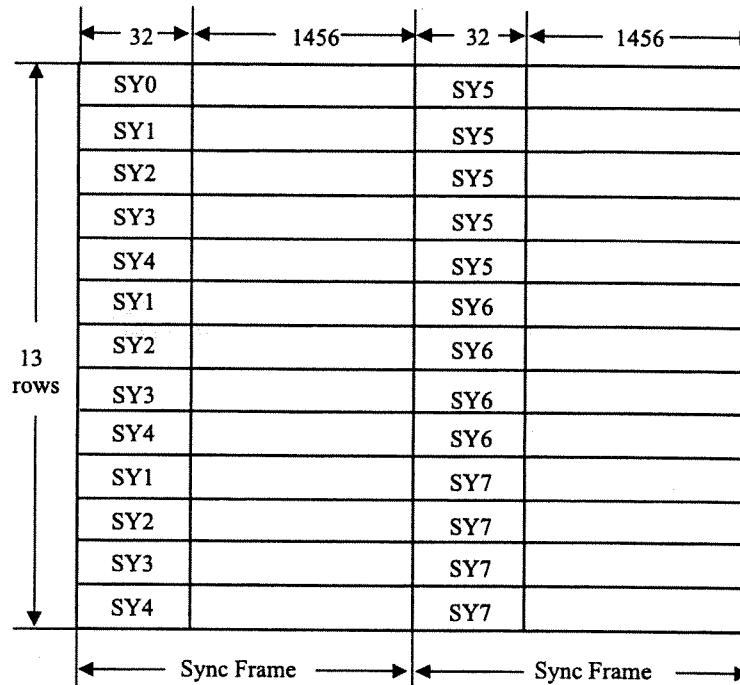 32 1456 32 1456
SY0 SY5
SY1 SY5
SY2 SY5
SY3 SY5
SY4 SY5
SY1 SY6
SY2 SY6
13
rows
SY3 SY6
SY4 SY6
SY1 SY7
SY2 SY7
SY3 SY7
SY4 SY7
Sync Frame Sync Frame